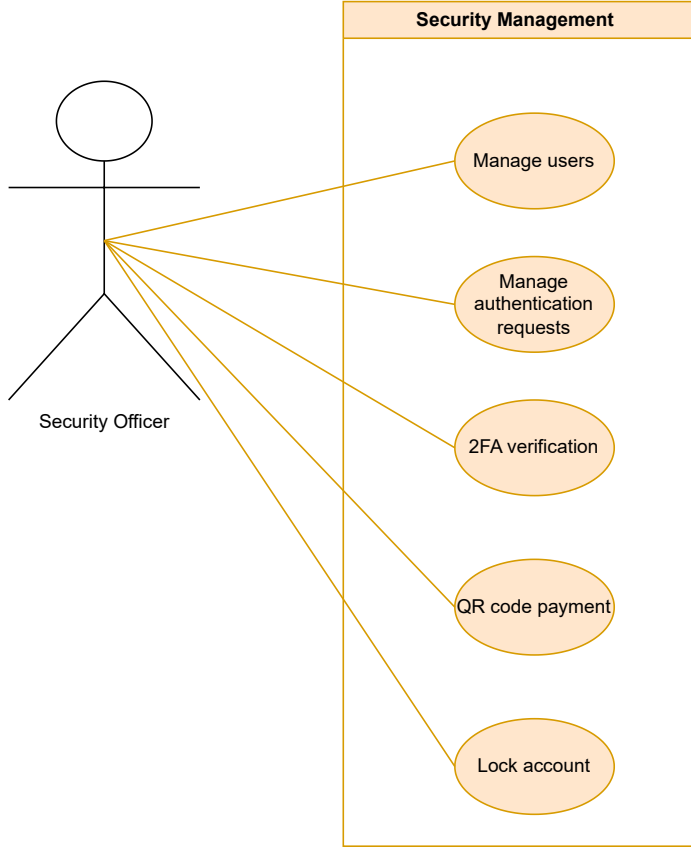 Security Management
Manage users
Manage
authentication
requests
Security Officer
2FA verification
QR code payment
Lock account